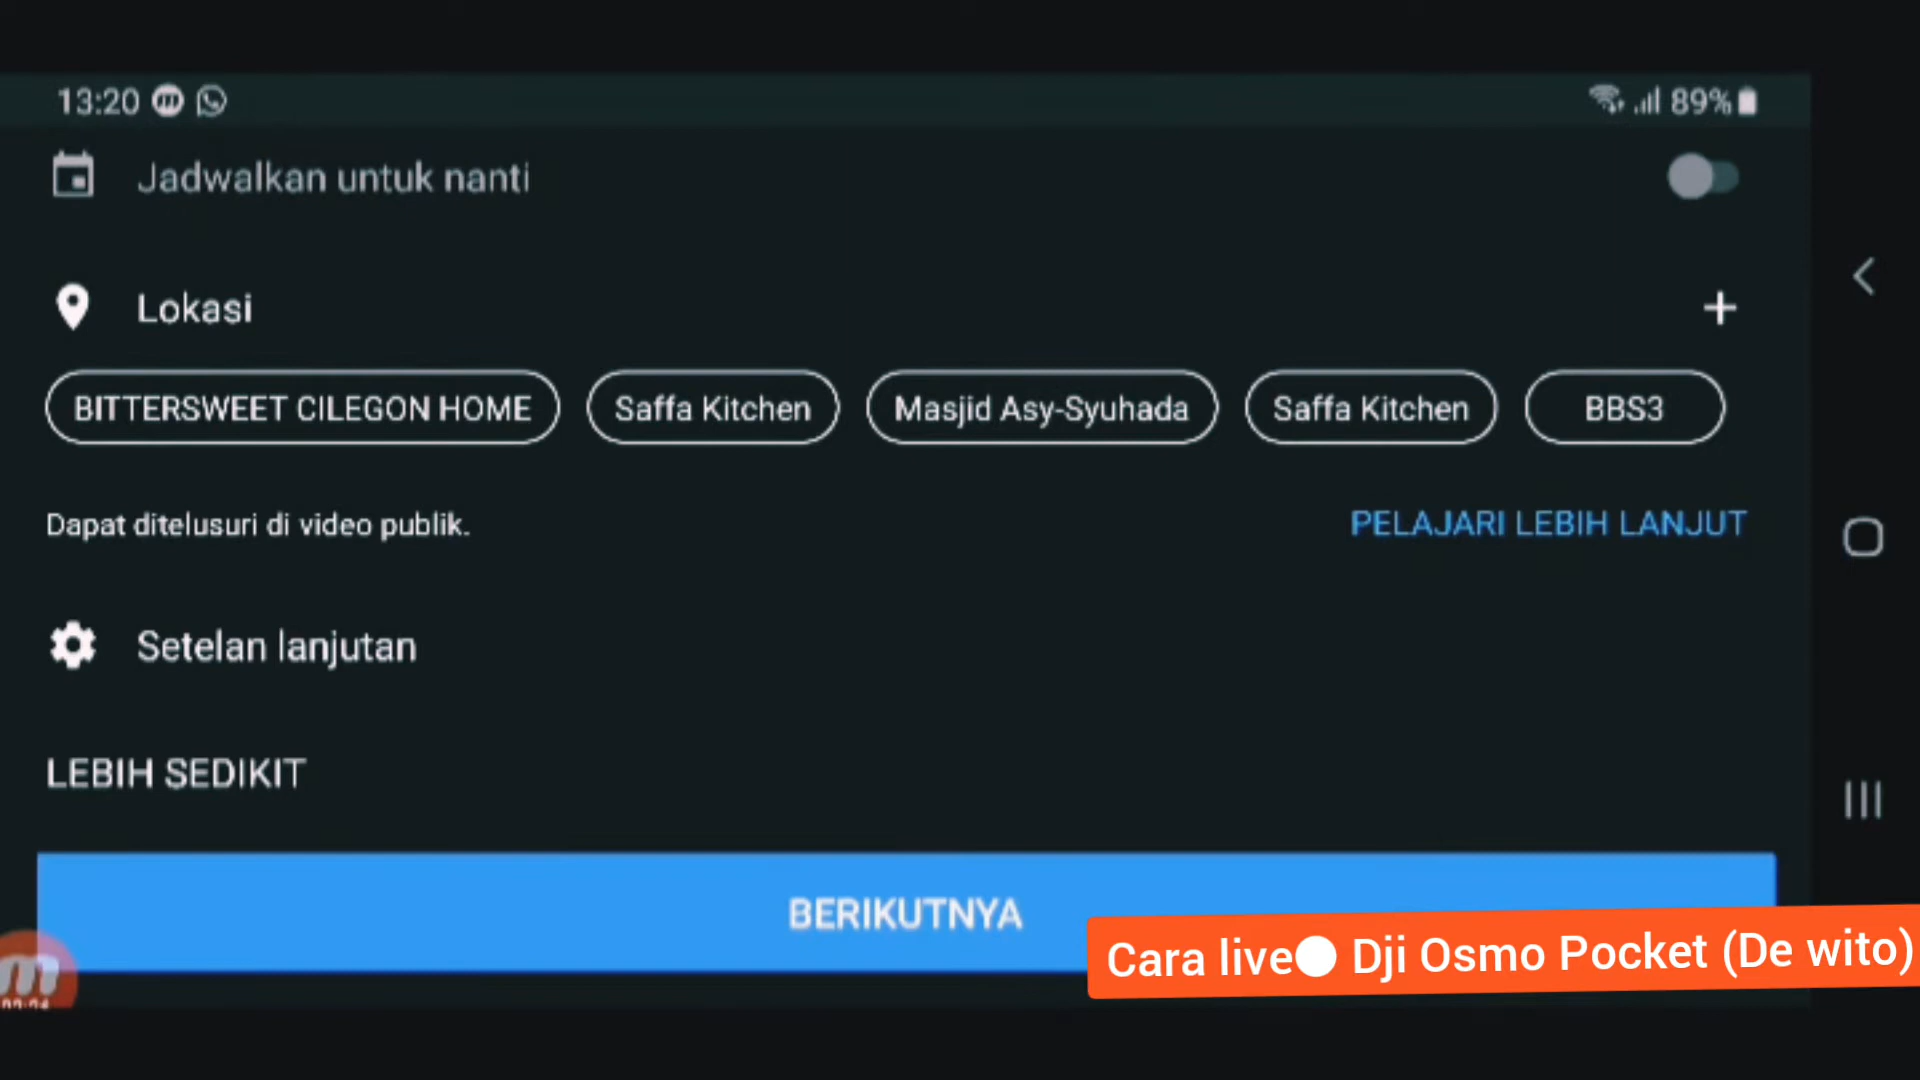 13:20 89%
Jadwalkan untuk nanti
Lokasi
BITTERSWEET CILEGON HOME Saffa Kitchen Masjid Asy-Syuhada Saffa Kitchen BBS3
Dapat ditelusuri di video publik. PELAJARI LEBIH LANJUT
Setelan lanjutan
LEBIH SEDIKIT
BERIKUTNYA
Cara live Dji Osmo Pocket (De wito)